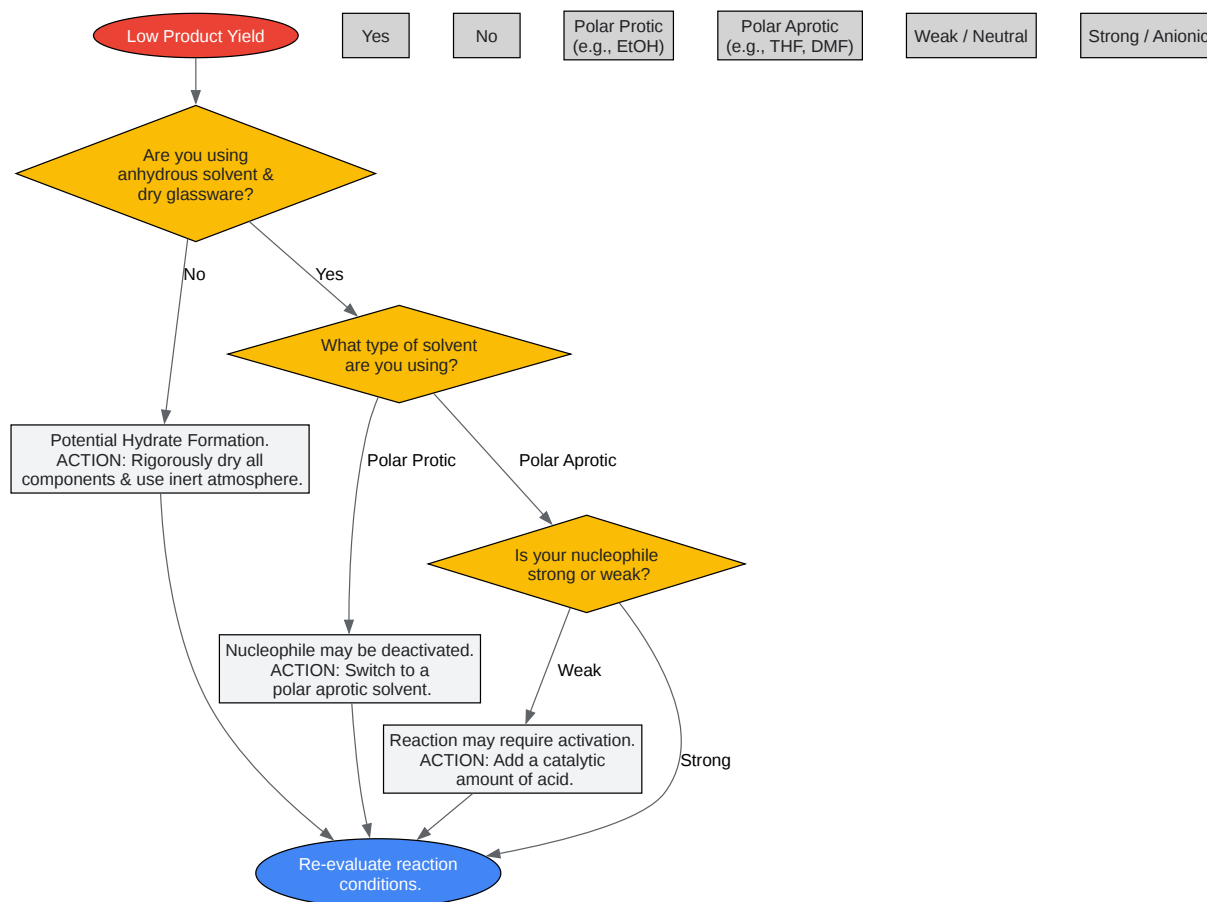 Low Product Yield
Yes
No
Polar Protic
(e.g., EtOH)
Polar Aprotic
(e.g., THF, DMF)
Weak / Neutral
Strong / Anionic
Are you using
anhydrous solvent &
dry glassware?
No
Yes
What type of solvent
are you using?
Potential Hydrate Formation.
ACTION: Rigorously dry all
components & use inert atmosphere.
Polar Protic
Polar Aprotic
Is your nucleophile
strong or weak?
Nucleophile may be deactivated.
ACTION: Switch to a
polar aprotic solvent.
Weak
Reaction may require activation.
ACTION: Add a catalytic
amount of acid.
Strong
Re-evaluate reaction
conditions.